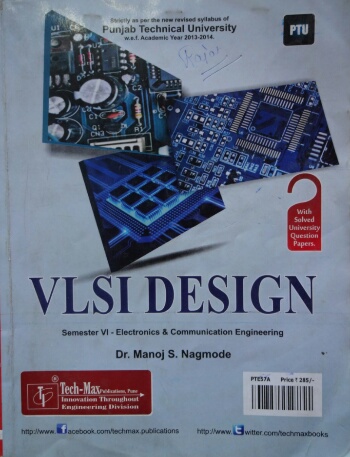 Strictly as per the new revised syllabus of
Punjab Technical University
w.e.f. Academic Year 2013-2014.
PTU
With
Solved
University
Question
Papers.
VLSI DESIGN
Semester VI - Electronics & Communication Engineering
Dr. Manoj S. Nagmode
Tech-Max Publications, Pune
Innovation Throughout
Engineering Division
PTE57A Price ₹ 285/-
http://www.facebook.com/techmax.publications
http://www.twitter.com/techmaxbooks